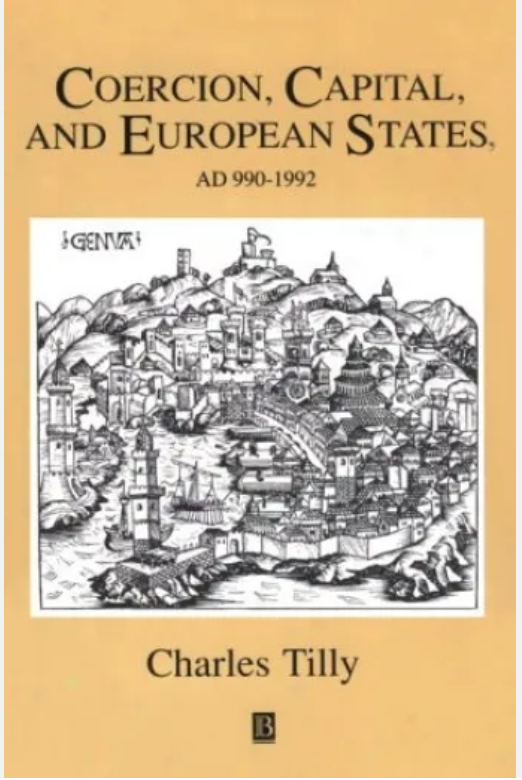 COERCION, CAPITAL,
AND EUROPEAN STATES,
AD 990-1992
GENVA
Charles Tilly
B